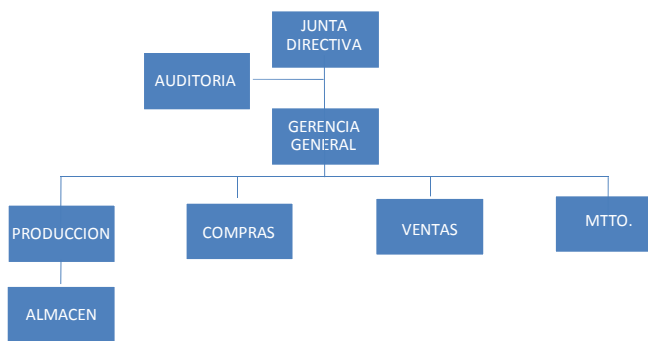 JUNTA
DIRECTIVA
AUDITORIA
GERENCIA
GENERAL
PRODUCCION
COMPRAS
VENTAS
MTTO.
ALMACEN